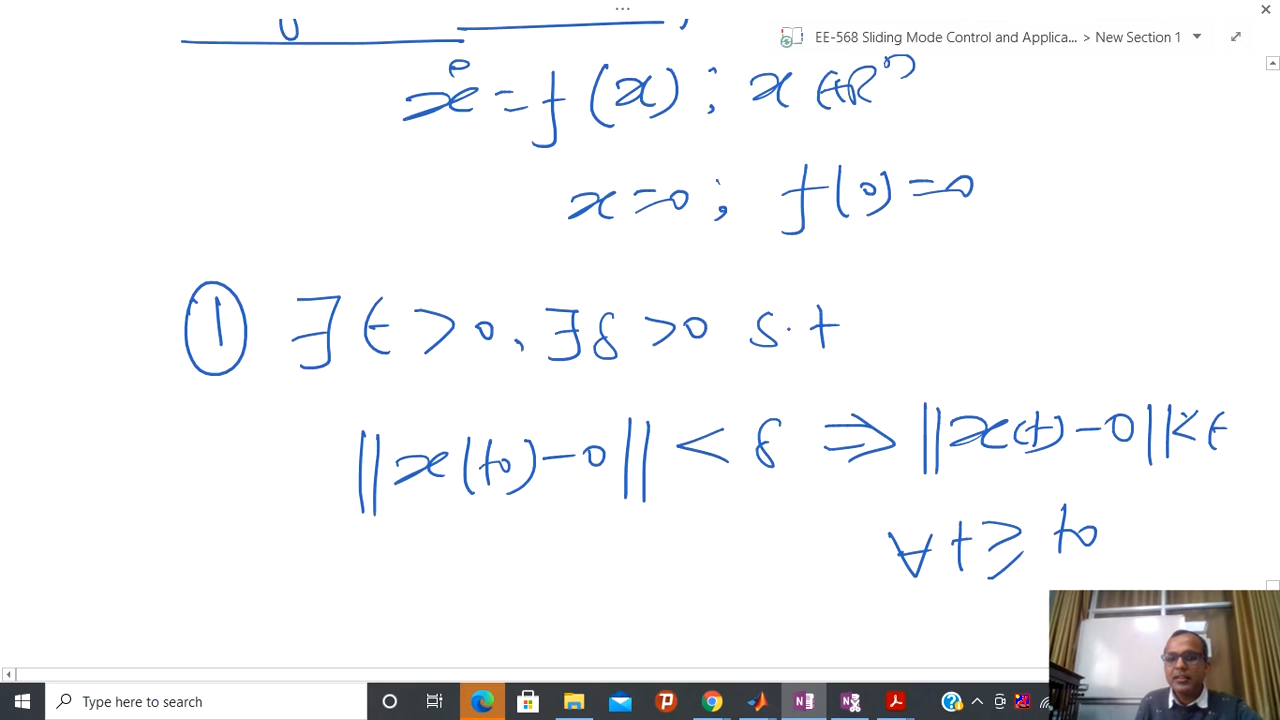 EE-568 Sliding Mode Control and Applica... > New Section 1
ẋ = f(x) ; x ∈ ℝⁿ
x = 0 ; f(0) = 0
① ∃ ϵ > 0, ∃ δ > 0 s.t
||x(t0) - 0|| < δ ⇒ ||x(t) - 0|| < ϵ
∀ t ≥ t0
Type here to search